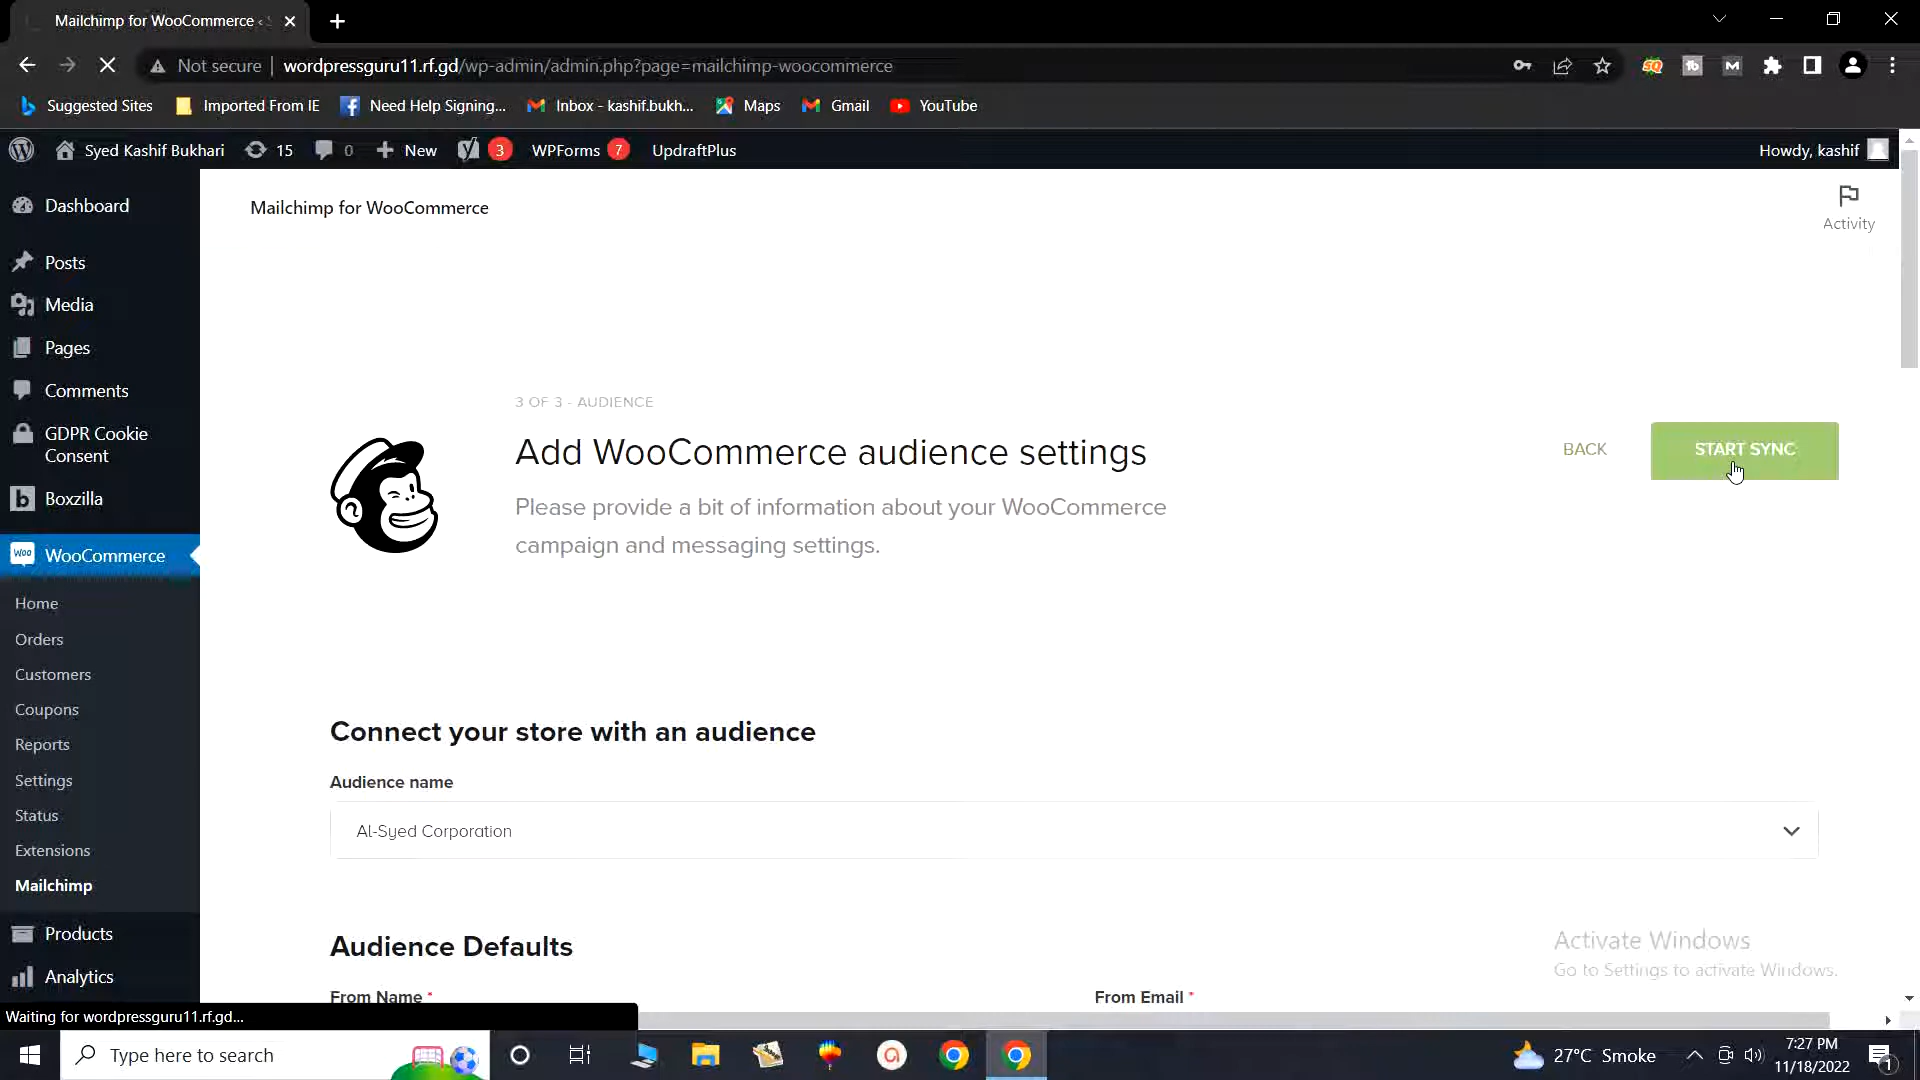 Mailchimp for WooCommerce ‹
Not secure
wordpressguru11.rf.gd/wp-admin/admin.php?page=mailchimp-woocommerce
Suggested Sites
Imported From IE
Need Help Signing...
Inbox - kashif.bukh...
Maps
Gmail
YouTube
Syed Kashif Bukhari
15
0
New
3
WPForms 7
UpdraftPlus
Howdy, kashif
Dashboard
Posts
Media
Pages
Comments
GDPR Cookie
Consent
Boxzilla
WooCommerce
Home
Orders
Customers
Coupons
Reports
Settings
Status
Extensions
Mailchimp
Products
Analytics
Mailchimp for WooCommerce
Activity
3 OF 3 - AUDIENCE
Add WooCommerce audience settings
Please provide a bit of information about your WooCommerce
campaign and messaging settings.
BACK
START SYNC
Connect your store with an audience
Audience name
Al-Syed Corporation
Audience Defaults
From Name *
From Email *
Activate Windows
Go to Settings to activate Windows.
Waiting for wordpressguru11.rf.gd...
Type here to search
27°C Smoke
7:27 PM
11/18/2022
1